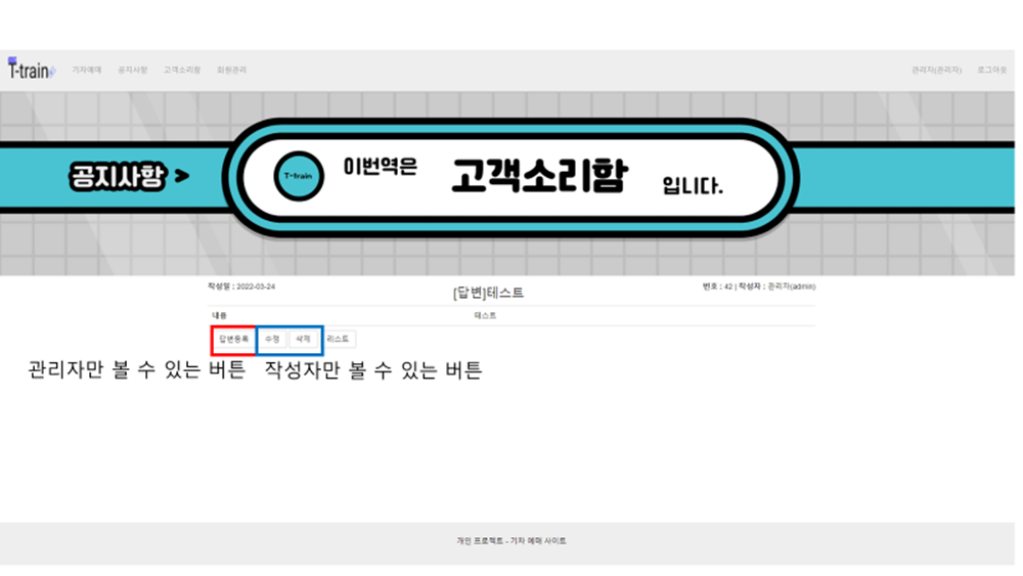 T-train 기차예매 공지사항 고객소리함 회원관리 관리자(관리자) 로그아웃
공지사항 > T-train 이번역은 고객소리함 입니다.
작성일 : 2022-03-24 [답변]테스트 번호 : 42 | 작성자 : 관리자(admin)
내용 테스트
답변등록 수정 삭제 리스트
관리자만 볼 수 있는 버튼 작성자만 볼 수 있는 버튼
개인 프로젝트 - 기차 예매 사이트